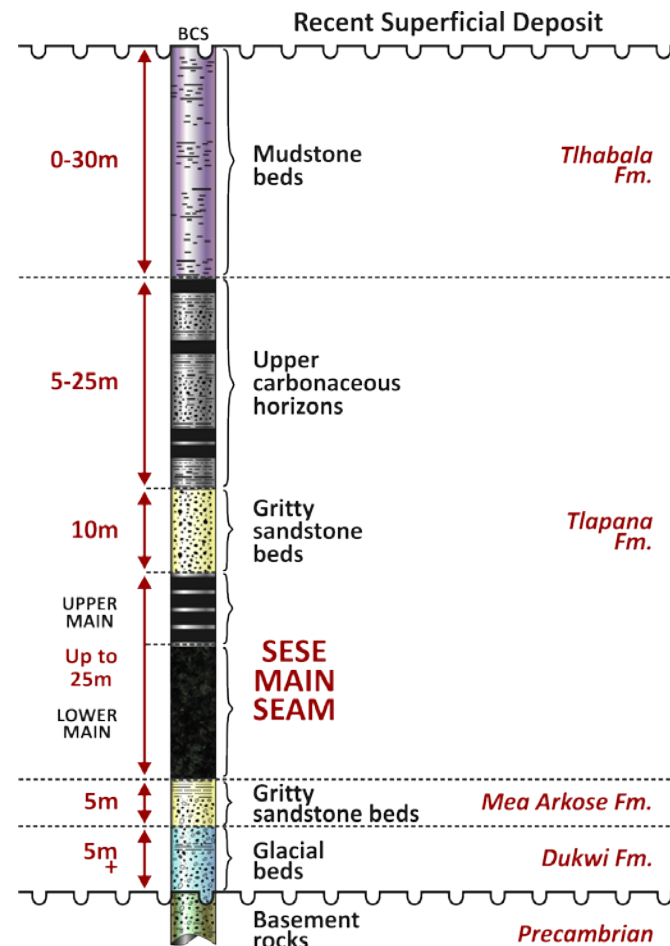 Recent Superficial Deposit
BCS
0-30m
Mudstone
beds
Tlhabala
Fm.
5-25m
Upper
carbonaceous
horizons
10m
Gritty
sandstone
beds
Tlapana
Fm.
UPPER
MAIN
Up to
25m
LOWER
MAIN
SESE
MAIN
SEAM
5m
Gritty
sandstone beds
Mea Arkose Fm.
5m
+
Glacial
beds
Dukwi Fm.
Basement
rocks
Precambrian